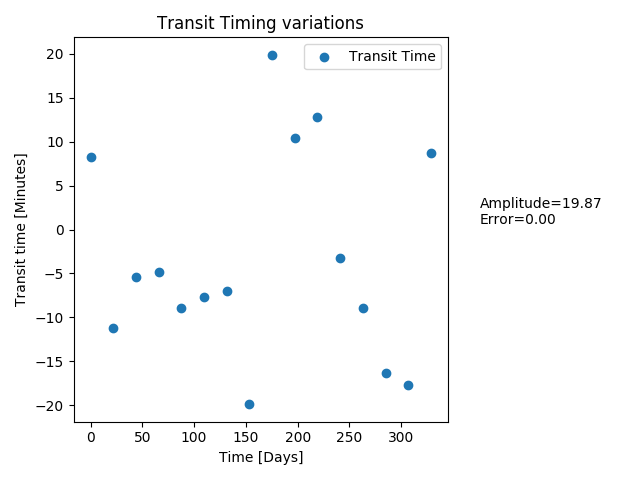 Transit Timing variations
Transit Time
20
15
10
5
0
−5
−10
−15
−20
Transit time [Minutes]
0
50
100
150
200
250
300
Time [Days]
Amplitude=19.87
Error=0.00